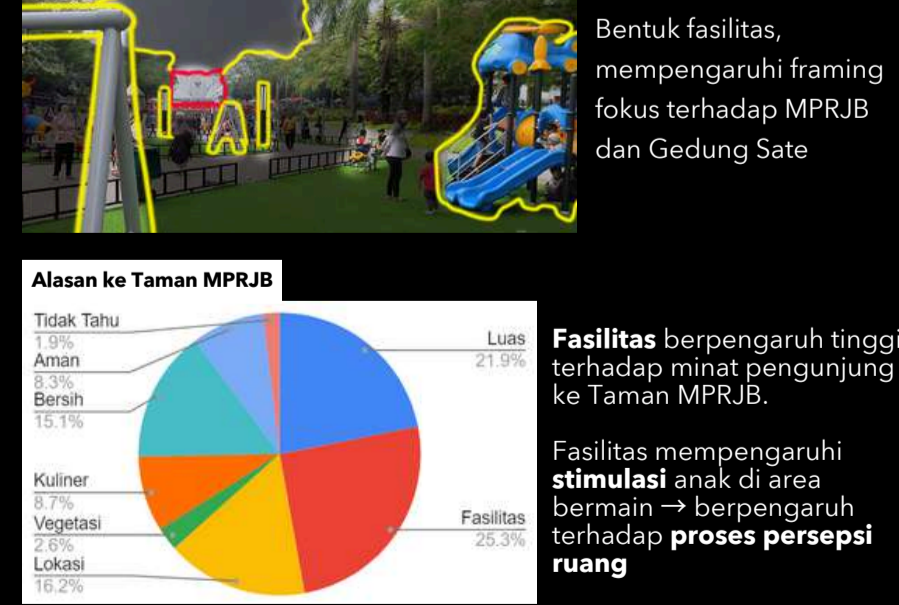 Bentuk fasilitas,
mempengaruhi framing
fokus terhadap MPRJB
dan Gedung Sate
Alasan ke Taman MPRJB
Tidak Tahu
1.9%
Aman
8.3%
Bersih
15.1%
Kuliner
8.7%
Vegetasi
2.6%
Lokasi
16.2%
Luas
21.9%
Fasilitas
25.3%
Fasilitas berpengaruh tinggi
terhadap minat pengunjung
ke Taman MPRJB.
Fasilitas mempengaruhi
stimulasi anak di area
bermain → berpengaruh
terhadap proses persepsi
ruang